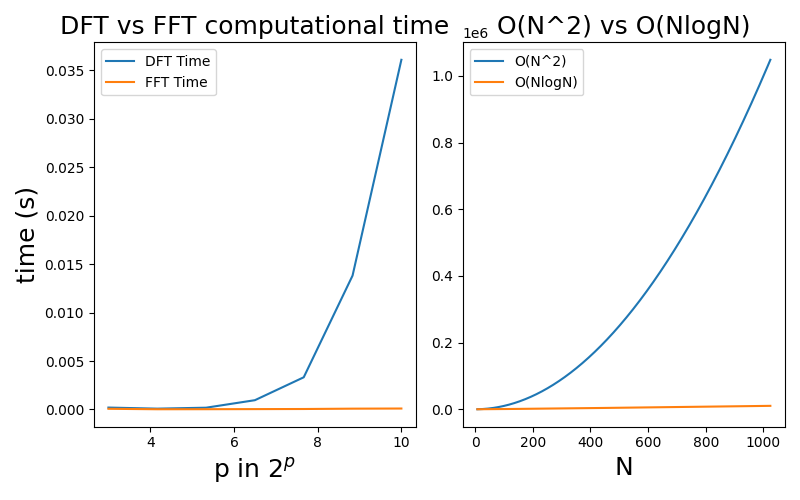 DFT vs FFT computational time
DFT Time
FFT Time
0.035
0.030
0.025
0.020
0.015
0.010
0.005
0.000
time (s)
4 6 8 10
p in 2^p
O(N^2) vs O(NlogN)
1e6
O(N^2)
O(NlogN)
1.0
0.8
0.6
0.4
0.2
0.0
0 200 400 600 800 1000
N